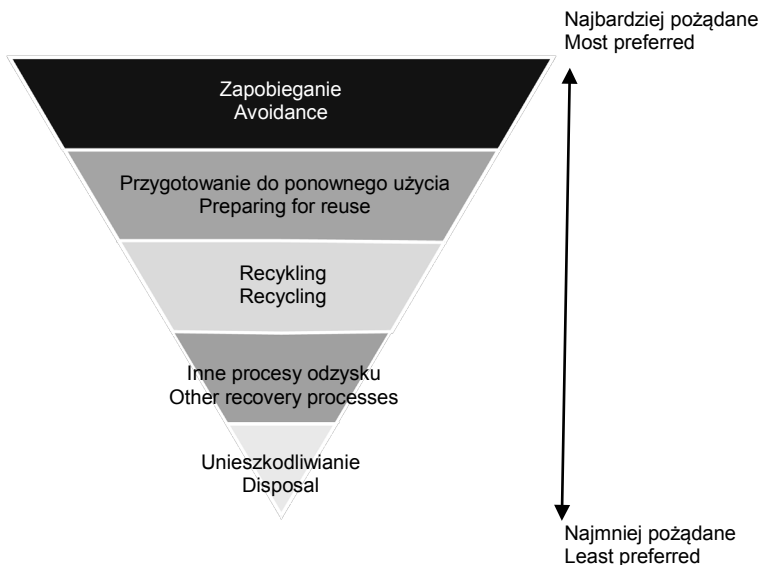 Najbardziej pożądane
Most preferred
Zapobieganie
Avoidance
Przygotowanie do ponownego użycia
Preparing for reuse
Recykling
Recycling
Inne procesy odzysku
Other recovery processes
Unieszkodliwianie
Disposal
Najmniej pożądane
Least preferred